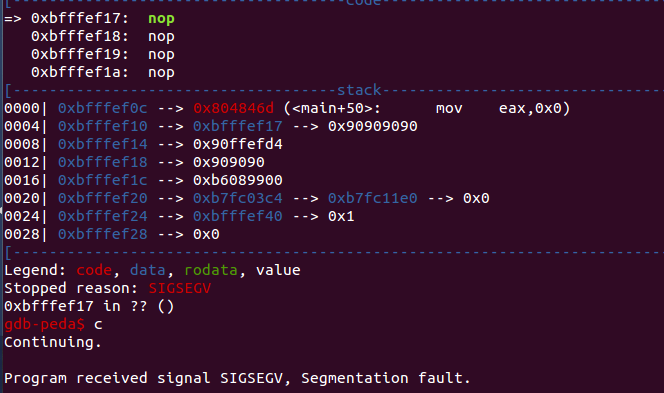 [-------------------------------------code-------------------------------------
=> 0xbfffef17:	nop
   0xbfffef18:	nop
   0xbfffef19:	nop
   0xbfffef1a:	nop
[------------------------------------stack-------------------------------------
0000| 0xbfffef0c --> 0x804846d (<main+50>:	mov    eax,0x0)
0004| 0xbfffef10 --> 0xbfffef17 --> 0x90909090
0008| 0xbfffef14 --> 0x90ffefd4
0012| 0xbfffef18 --> 0x909090
0016| 0xbfffef1c --> 0xb6089900
0020| 0xbfffef20 --> 0xb7fc03c4 --> 0xb7fc11e0 --> 0x0
0024| 0xbfffef24 --> 0xbfffef40 --> 0x1
0028| 0xbfffef28 --> 0x0
[------------------------------------------------------------------------------
Legend: code, data, rodata, value
Stopped reason: SIGSEGV
0xbfffef17 in ?? ()
gdb-peda$ c
Continuing.

Program received signal SIGSEGV, Segmentation fault.